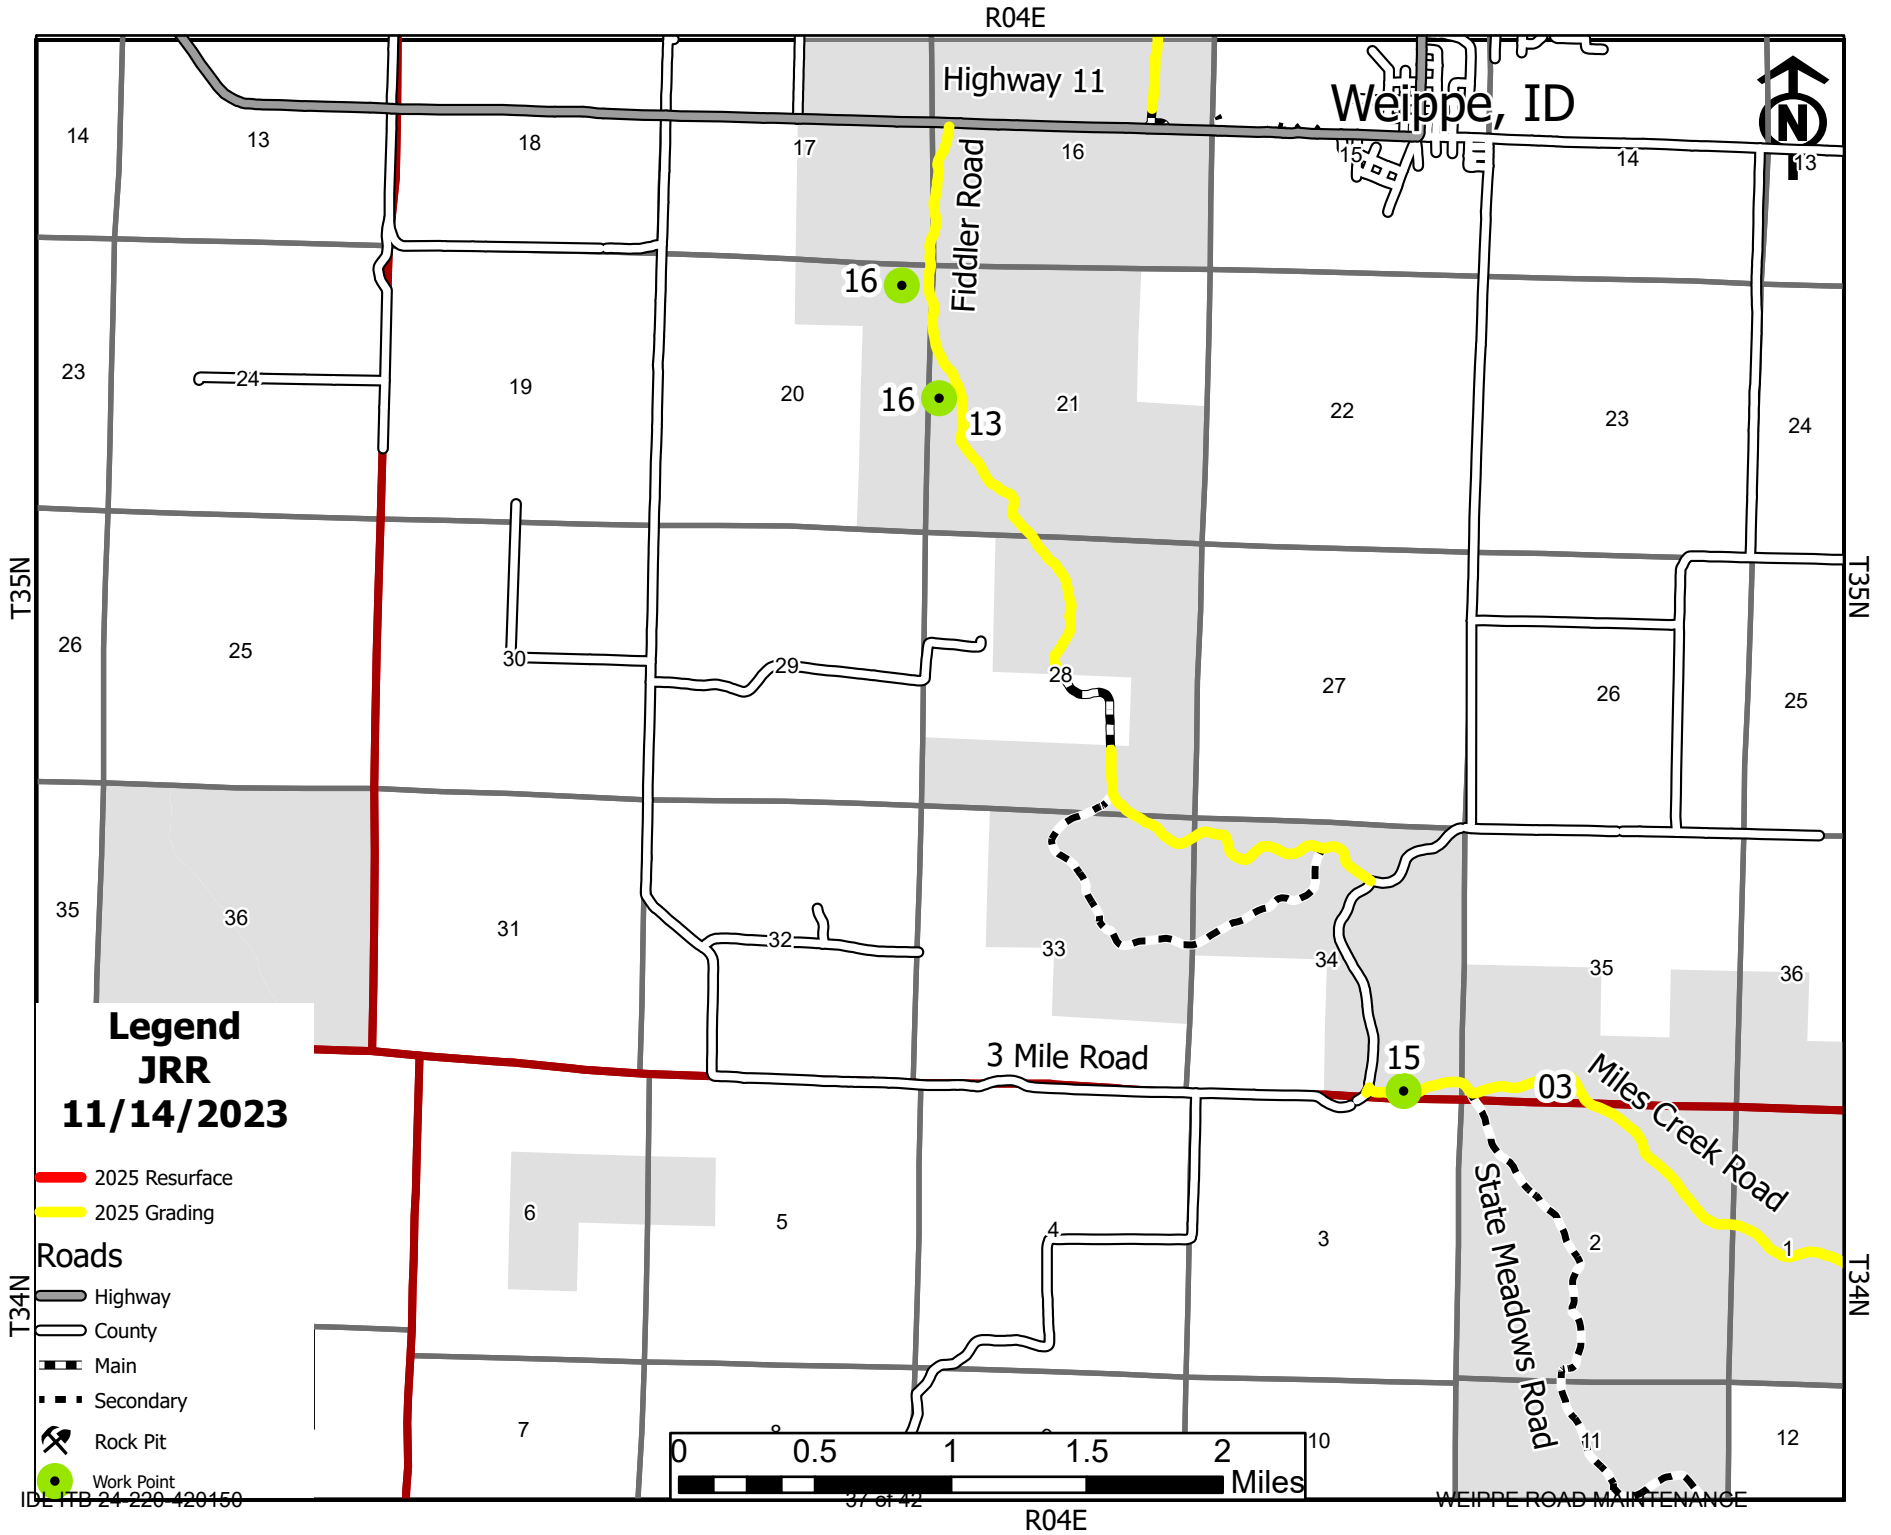 R04E
Highway 11
Weippe, ID
N
14
13
18
17
16
15
14
13
Fiddler Road
16
23
24
19
20
16
13
21
22
23
24
T35N
T35N
26
25
30
29
28
27
26
25
35
36
31
32
33
34
35
36
3 Mile Road
15
03
Miles Creek Road
State Meadows Road
6
5
4
3
2
1
T34N
T34N
7
8
9
10
11
12
Legend
JRR
11/14/2023
2025 Resurface
2025 Grading
Roads
Highway
County
Main
Secondary
Rock Pit
Work Point
0 0.5 1 1.5 2
Miles
IDL ITB 24-220-420150
37 of 42
WEIPPE ROAD MAINTENANCE
R04E